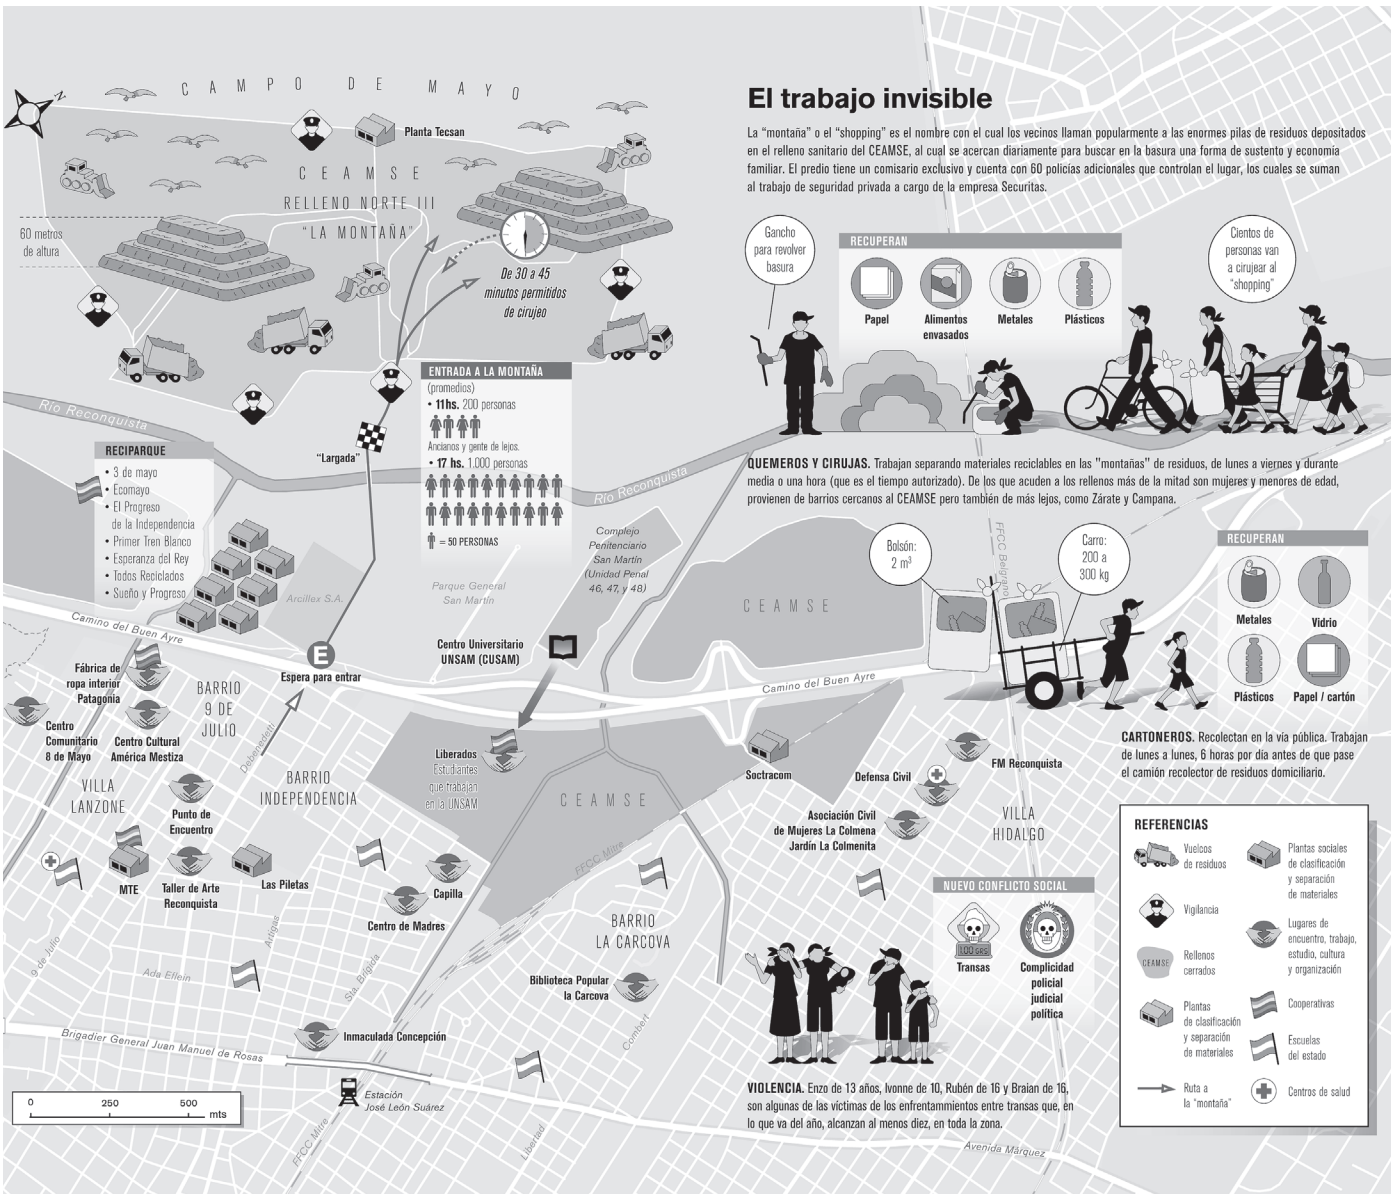 CAMPO DE MAYO
N
Planta Tecsan
CEAMSE
RELLENO NORTE III
"LA MONTAÑA"
60 metros
de altura
De 30 a 45
minutos permitidos
de cirujeo
Río Reconquista
"Largada"
ENTRADA A LA MONTAÑA
(promedios)
• 11hs. 200 personas
Ancianos y gente de lejos.
• 17 hs. 1.000 personas
= 50 PERSONAS
RECIPARQUE
• 3 de mayo
• Ecomayo
• El Progreso
de la Independencia
• Primer Tren Blanco
• Esperanza del Rey
• Todos Reciclados
• Sueño y Progreso
Arcillex S.A.
Parque General
San Martín
Río Reconquista
Complejo
Penitenciario
San Martín
(Unidad Penal
46, 47, y 48)
Camino del Buen Ayre
E
Espera para entrar
Centro Universitario
UNSAM (CUSAM)
CEAMSE
Camino del Buen Ayre
Fábrica de
ropa interior
Patagonia
BARRIO
9 DE
JULIO
Centro
Comunitario
8 de Mayo
Centro Cultural
América Mestiza
Debenedetti
VILLA
LANZONE
BARRIO
INDEPENDENCIA
Liberados
Estudiantes
que trabajan
en la UNSAM
CEAMSE
Punto de
Encuentro
MTE
Taller de Arte
Reconquista
Las Piletas
Capilla
Centro de Madres
FFCC Mitre
9 de Julio
Ada Elflein
Artigas
Sta. Brígida
BARRIO
LA CARCOVA
Biblioteca Popular
la Carcova
Combert
Inmaculada Concepción
Brigadier General Juan Manuel de Rosas
Estación
José León Suárez
FFCC Mitre
Libertad
Avenida Márquez
0 250 500 mts
El trabajo invisible
La "montaña" o el "shopping" es el nombre con el cual los vecinos llaman popularmente a las enormes pilas de residuos depositados
en el relleno sanitario del CEAMSE, al cual se acercan diariamente para buscar en la basura una forma de sustento y economía
familiar. El predio tiene un comisario exclusivo y cuenta con 60 policías adicionales que controlan el lugar, los cuales se suman
al trabajo de seguridad privada a cargo de la empresa Securitas.
Gancho
para revolver
basura
RECUPERAN
Papel
Alimentos
envasados
Metales
Plásticos
Cientos de
personas van
a cirujear al
"shopping"
QUEMEROS Y CIRUJAS. Trabajan separando materiales reciclables en las "montañas" de residuos, de lunes a viernes y durante
media o una hora (que es el tiempo autorizado). De los que acuden a los rellenos más de la mitad son mujeres y menores de edad,
provienen de barrios cercanos al CEAMSE pero también de más lejos, como Zárate y Campana.
Bolsón:
2 m³
FFCC Belgrano
Carro:
200 a
300 kg
RECUPERAN
Metales
Vidrio
Plásticos
Papel / cartón
CARTONEROS. Recolectan en la vía pública. Trabajan
de lunes a lunes, 6 horas por día antes de que pase
el camión recolector de residuos domiciliario.
Soctracom
FM Reconquista
Defensa Civil
Asociación Civil
de Mujeres La Colmena
Jardín La Colmenita
VILLA
HIDALGO
NUEVO CONFLICTO SOCIAL
100 GRS
Transas
Complicidad
policial
judicial
política
VIOLENCIA. Enzo de 13 años, Ivonne de 10, Rubén de 16 y Braian de 16,
son algunas de las víctimas de los enfrentammientos entre transas que, en
lo que va del año, alcanzan al menos diez, en toda la zona.
REFERENCIAS
Vuelcos
de residuos
Vigilancia
CEAMSE
Rellenos
cerrados
Plantas
de clasificación
y separación
de materiales
Ruta a
la "montaña"
Plantas sociales
de clasificación
y separación
de materiales
Lugares de
encuentro, trabajo,
estudio, cultura
y organización
Cooperativas
Escuelas
del estado
Centros de salud